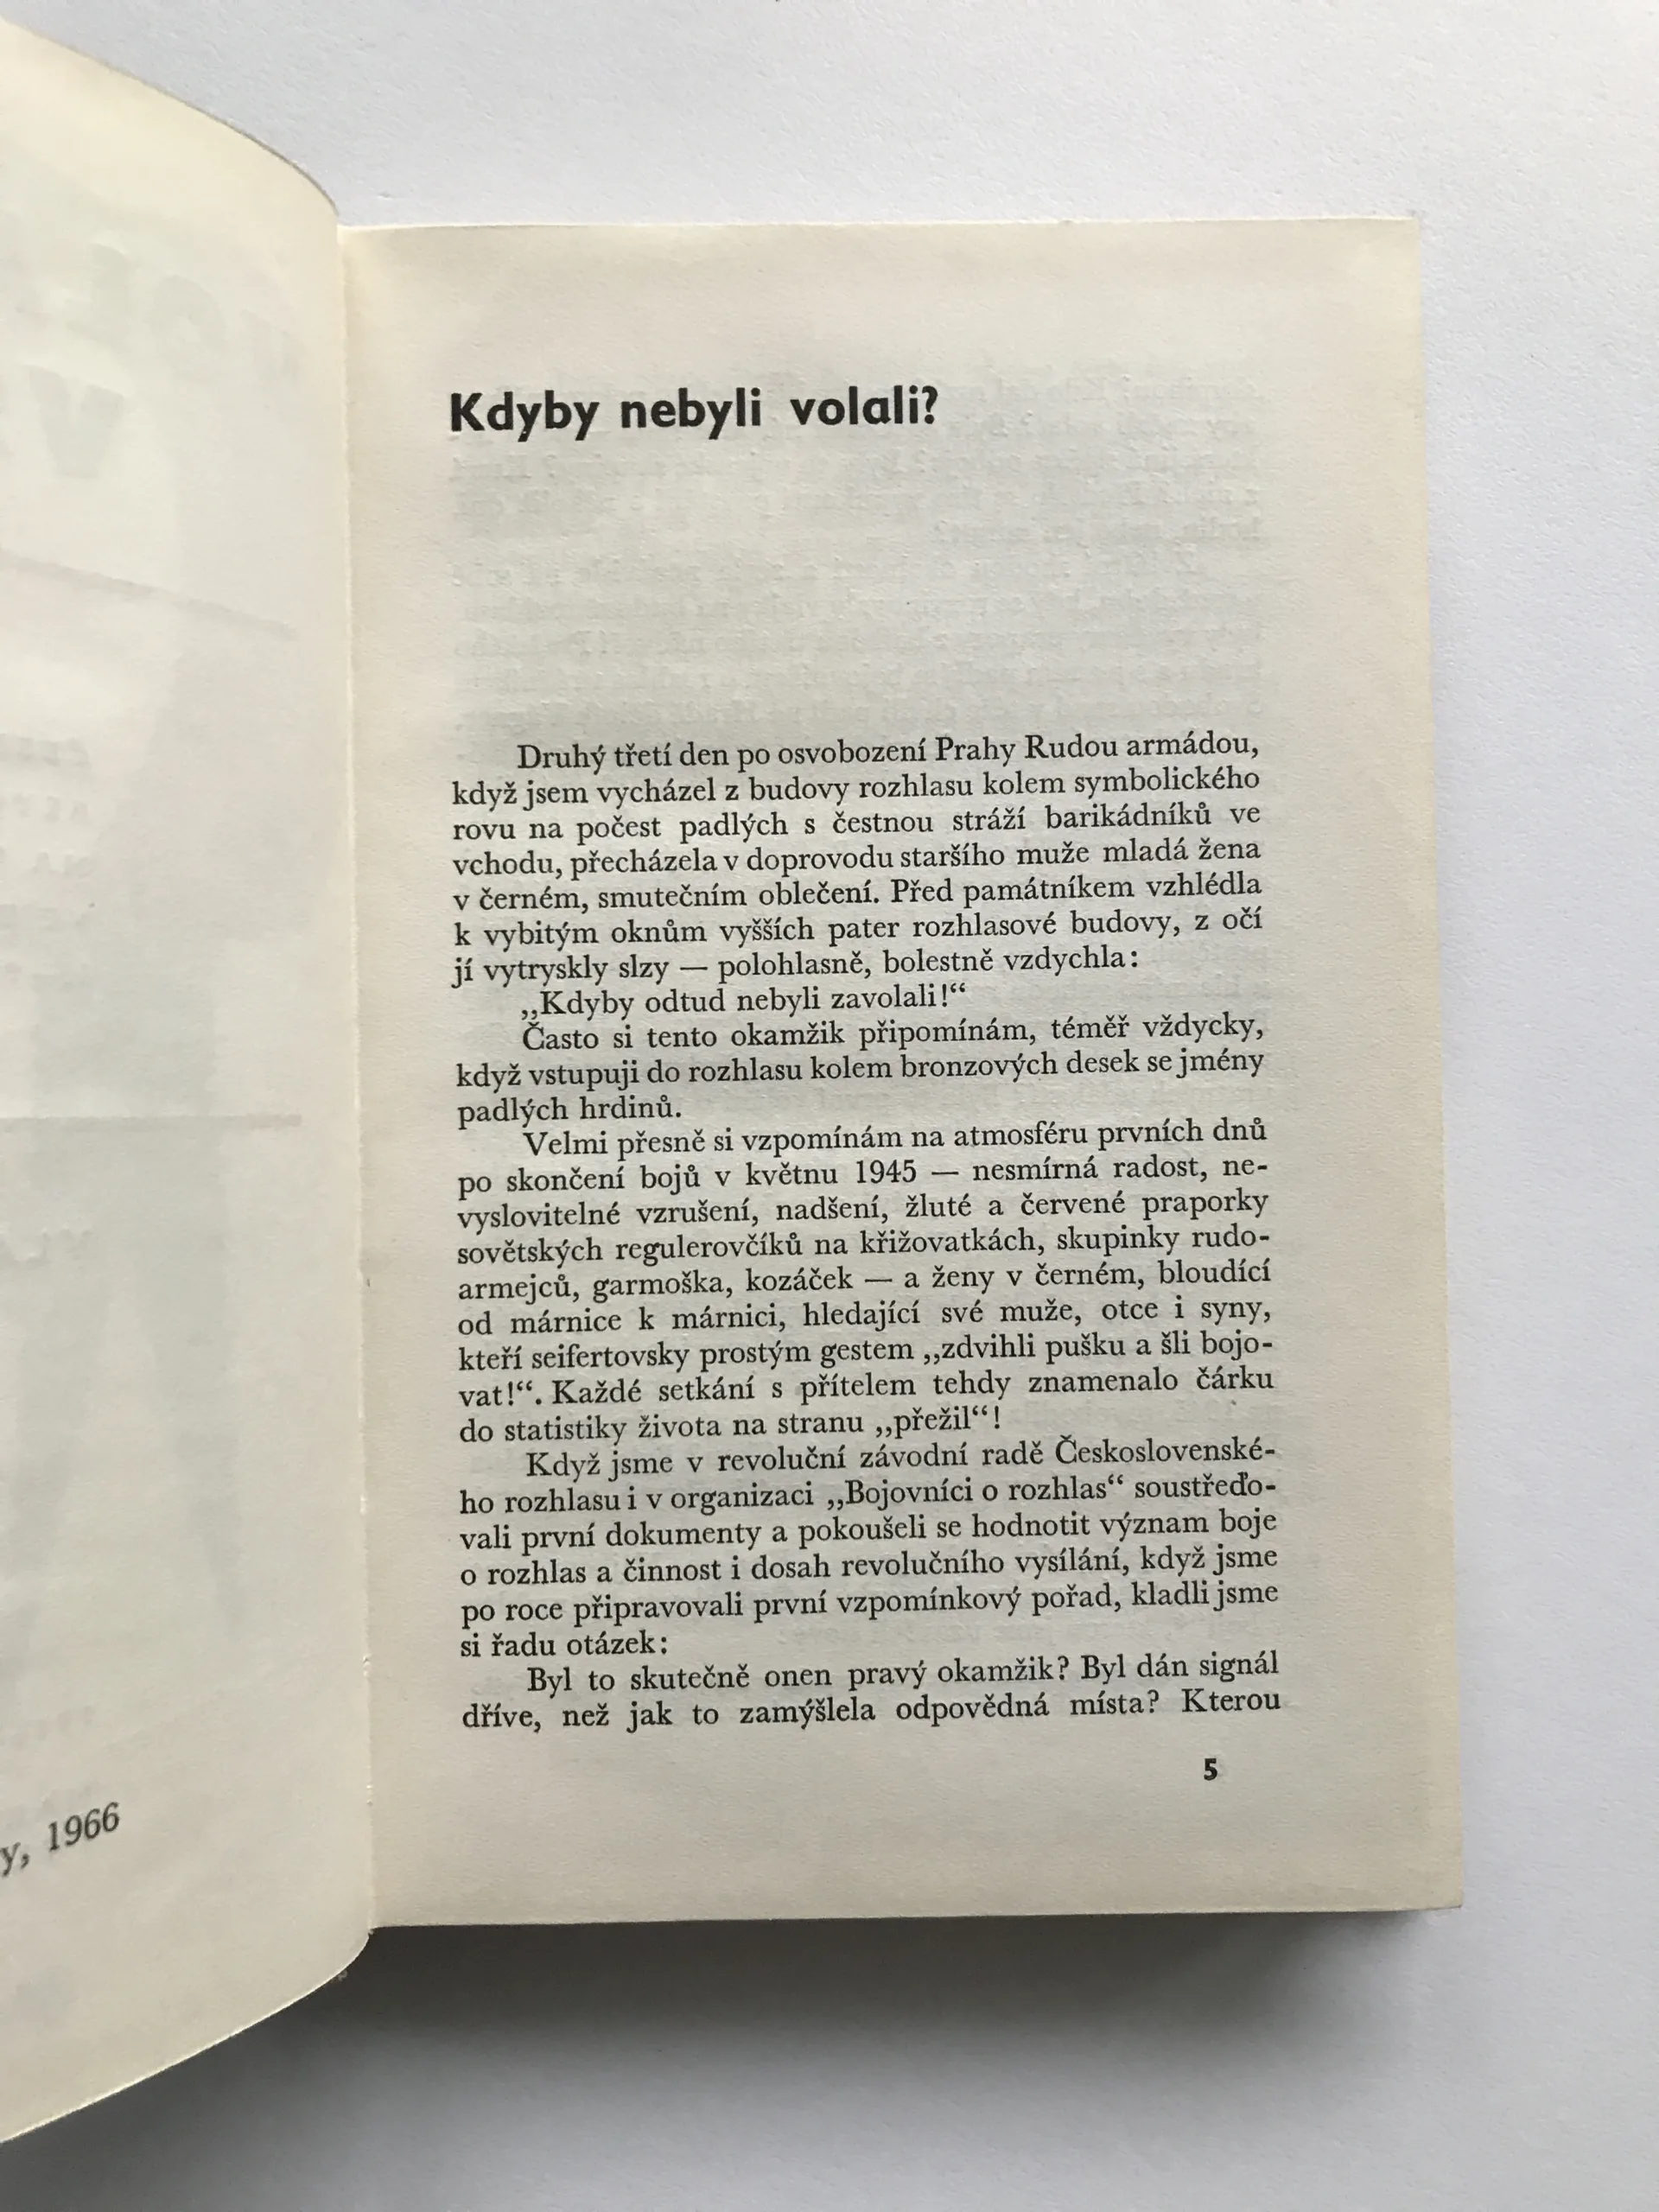 y, 1966
Kdyby nebyli volali?
Druhý třetí den po osvobození Prahy Rudou armádou,
když jsem vycházel z budovy rozhlasu kolem symbolického
rovu na počest padlých s čestnou stráží barikádníků ve
vchodu, přecházela v doprovodu staršího muže mladá žena
v černém, smutečním oblečení. Před památníkem vzhlédla
k vybitým oknům vyšších pater rozhlasové budovy, z očí
jí vytryskly slzy — polohlasně, bolestně vzdychla:
„Kdyby odtud nebyli zavolali!“
Často si tento okamžik připomínám, téměř vždycky,
když vstupuji do rozhlasu kolem bronzových desek se jmény
padlých hrdinů.
Velmi přesně si vzpomínám na atmosféru prvních dnů
po skončení bojů v květnu 1945 — nesmírná radost, ne-
vyslovitelné vzrušení, nadšení, žluté a červené praporky
sovětských regulerovčíků na křižovatkách, skupinky rudo-
armejců, garmoška, kozáček — a ženy v černém, bloudící
od márnice k márnici, hledající své muže, otce i syny,
kteří seifertovsky prostým gestem „zdvihli pušku a šli bojo-
vat!“. Každé setkání s přítelem tehdy znamenalo čárku
do statistiky života na stranu „přežil“!
Když jsme v revoluční závodní radě Československé-
ho rozhlasu i v organizaci „Bojovníci o rozhlas“ soustřeďo-
vali první dokumenty a pokoušeli se hodnotit význam boje
o rozhlas a činnost i dosah revolučního vysílání, když jsme
po roce připravovali první vzpomínkový pořad, kladli jsme
si řadu otázek:
Byl to skutečně onen pravý okamžik? Byl dán signál
dříve, než jak to zamýšlela odpovědná místa? Kterou
5